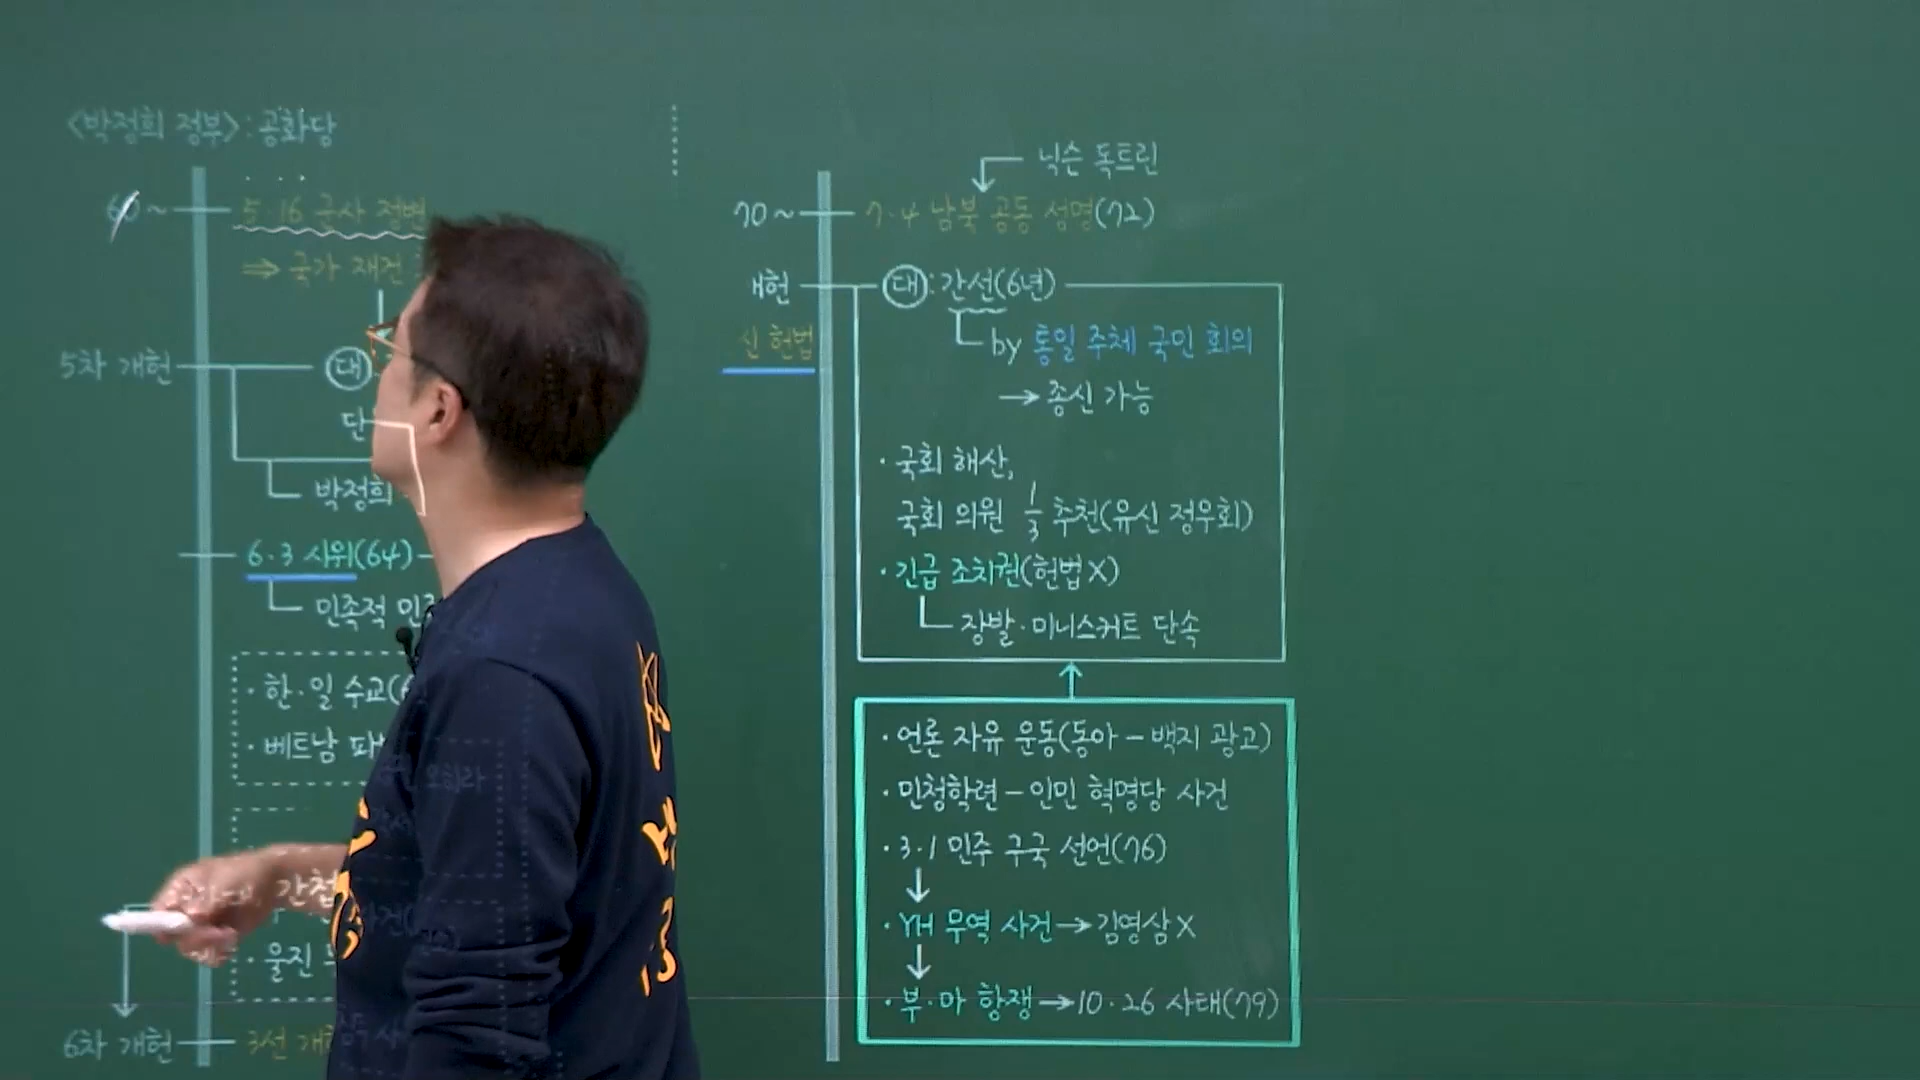 <박정희 정부> : 공화당
60~
5·16 군사 정변
⇒ 국가 재건
5차 개헌
대
단
박정희
6·3 시위(64)
민족적 민
· 한·일 수교(6
· 베트남 파
간첩
· 울진
6차 개헌
3선 개
닉슨 독트린
70~
7·4 남북 공동 성명(72)
개헌
신 헌법
대 : 간선(6년)
by 통일 주체 국민 회의
→ 종신 가능
· 국회 해산,
국회 의원 1/3 추천(유신 정우회)
· 긴급 조치권(헌법X)
장발·미니스커트 단속
· 언론 자유 운동(동아-백지 광고)
· 민청학련-인민 혁명당 사건
· 3·1 민주 구국 선언(76)
· YH 무역 사건→김영삼X
· 부·마 항쟁→10·26 사태(79)